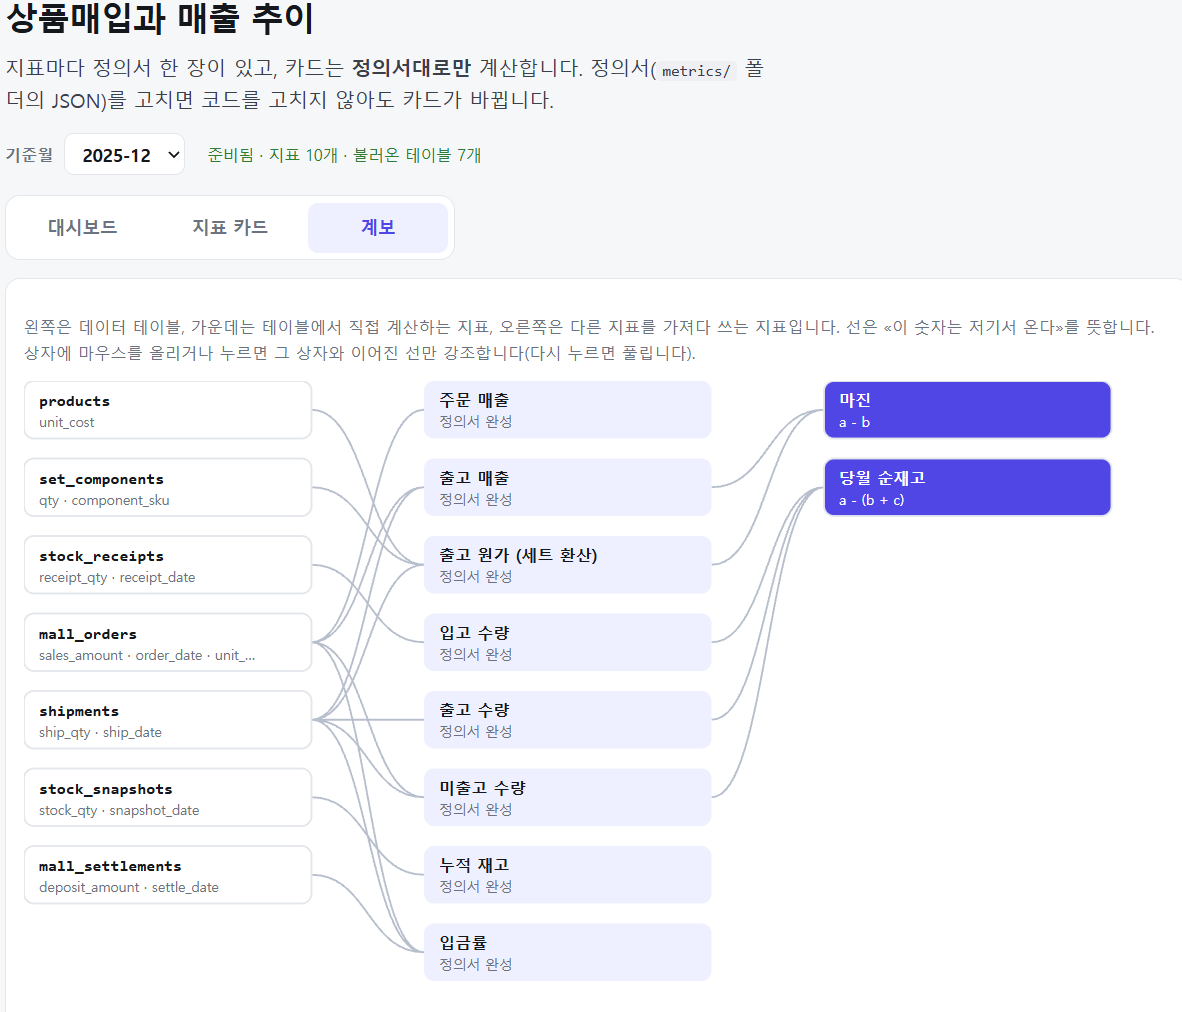 상품매입과 매출 추이
지표마다 정의서 한 장이 있고, 카드는 정의서대로만 계산합니다. 정의서( metrics/ 폴
더의 JSON)를 고치면 코드를 고치지 않아도 카드가 바뀝니다.
기준월 2025-12 준비됨 · 지표 10개 · 불러온 테이블 7개
대시보드 지표 카드 계보
왼쪽은 데이터 테이블, 가운데는 테이블에서 직접 계산하는 지표, 오른쪽은 다른 지표를 가져다 쓰는 지표입니다. 선은 «이 숫자는 저기서 온다»를 뜻합니다.
상자에 마우스를 올리거나 누르면 그 상자와 이어진 선만 강조합니다(다시 누르면 풀립니다).
products
unit_cost
set_components
qty · component_sku
stock_receipts
receipt_qty · receipt_date
mall_orders
sales_amount · order_date · unit_...
shipments
ship_qty · ship_date
stock_snapshots
stock_qty · snapshot_date
mall_settlements
deposit_amount · settle_date
주문 매출
정의서 완성
출고 매출
정의서 완성
출고 원가 (세트 환산)
정의서 완성
입고 수량
정의서 완성
출고 수량
정의서 완성
미출고 수량
정의서 완성
누적 재고
정의서 완성
입금률
정의서 완성
마진
a - b
당월 순재고
a - (b + c)